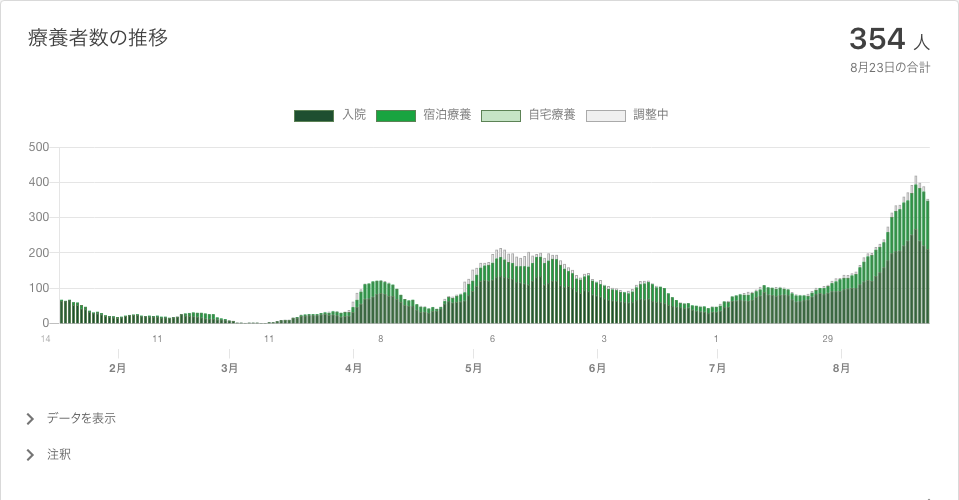 療養者数の推移
354 人
8月23日の合計
入院 宿泊療養 自宅療養 調整中
500
400
300
200
100
0
14 11 11 8 6 3 1 29
2月 3月 4月 5月 6月 7月 8月
データを表示
注釈